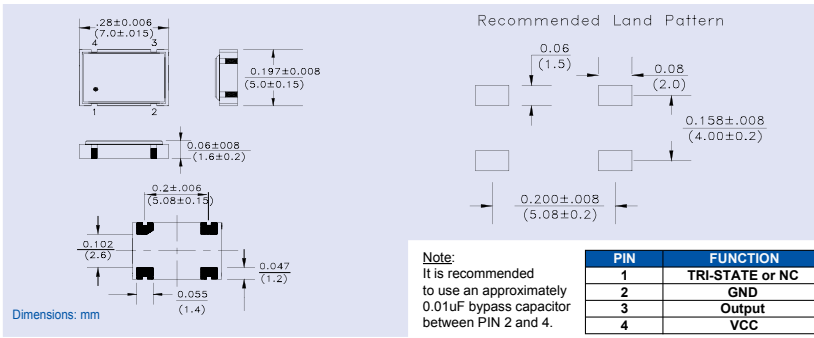 .28±0.006
(7.0±.015)
4 3
1 2
0.197±0.008
(5.0±0.15)
0.06±008
(1.6±0.2)
0.2±.006
(5.08±0.15)
0.102
(2.6)
0.047
(1.2)
0.055
(1.4)
Dimensions: mm
Recommended Land Pattern
0.06
(1.5)
0.08
(2.0)
0.158±.008
(4.00±0.2)
0.200±.008
(5.08±0.2)
Note:
It is recommended
to use an approximately
0.01uF bypass capacitor
between PIN 2 and 4.
PIN FUNCTION
1 TRI-STATE or NC
2 GND
3 Output
4 VCC